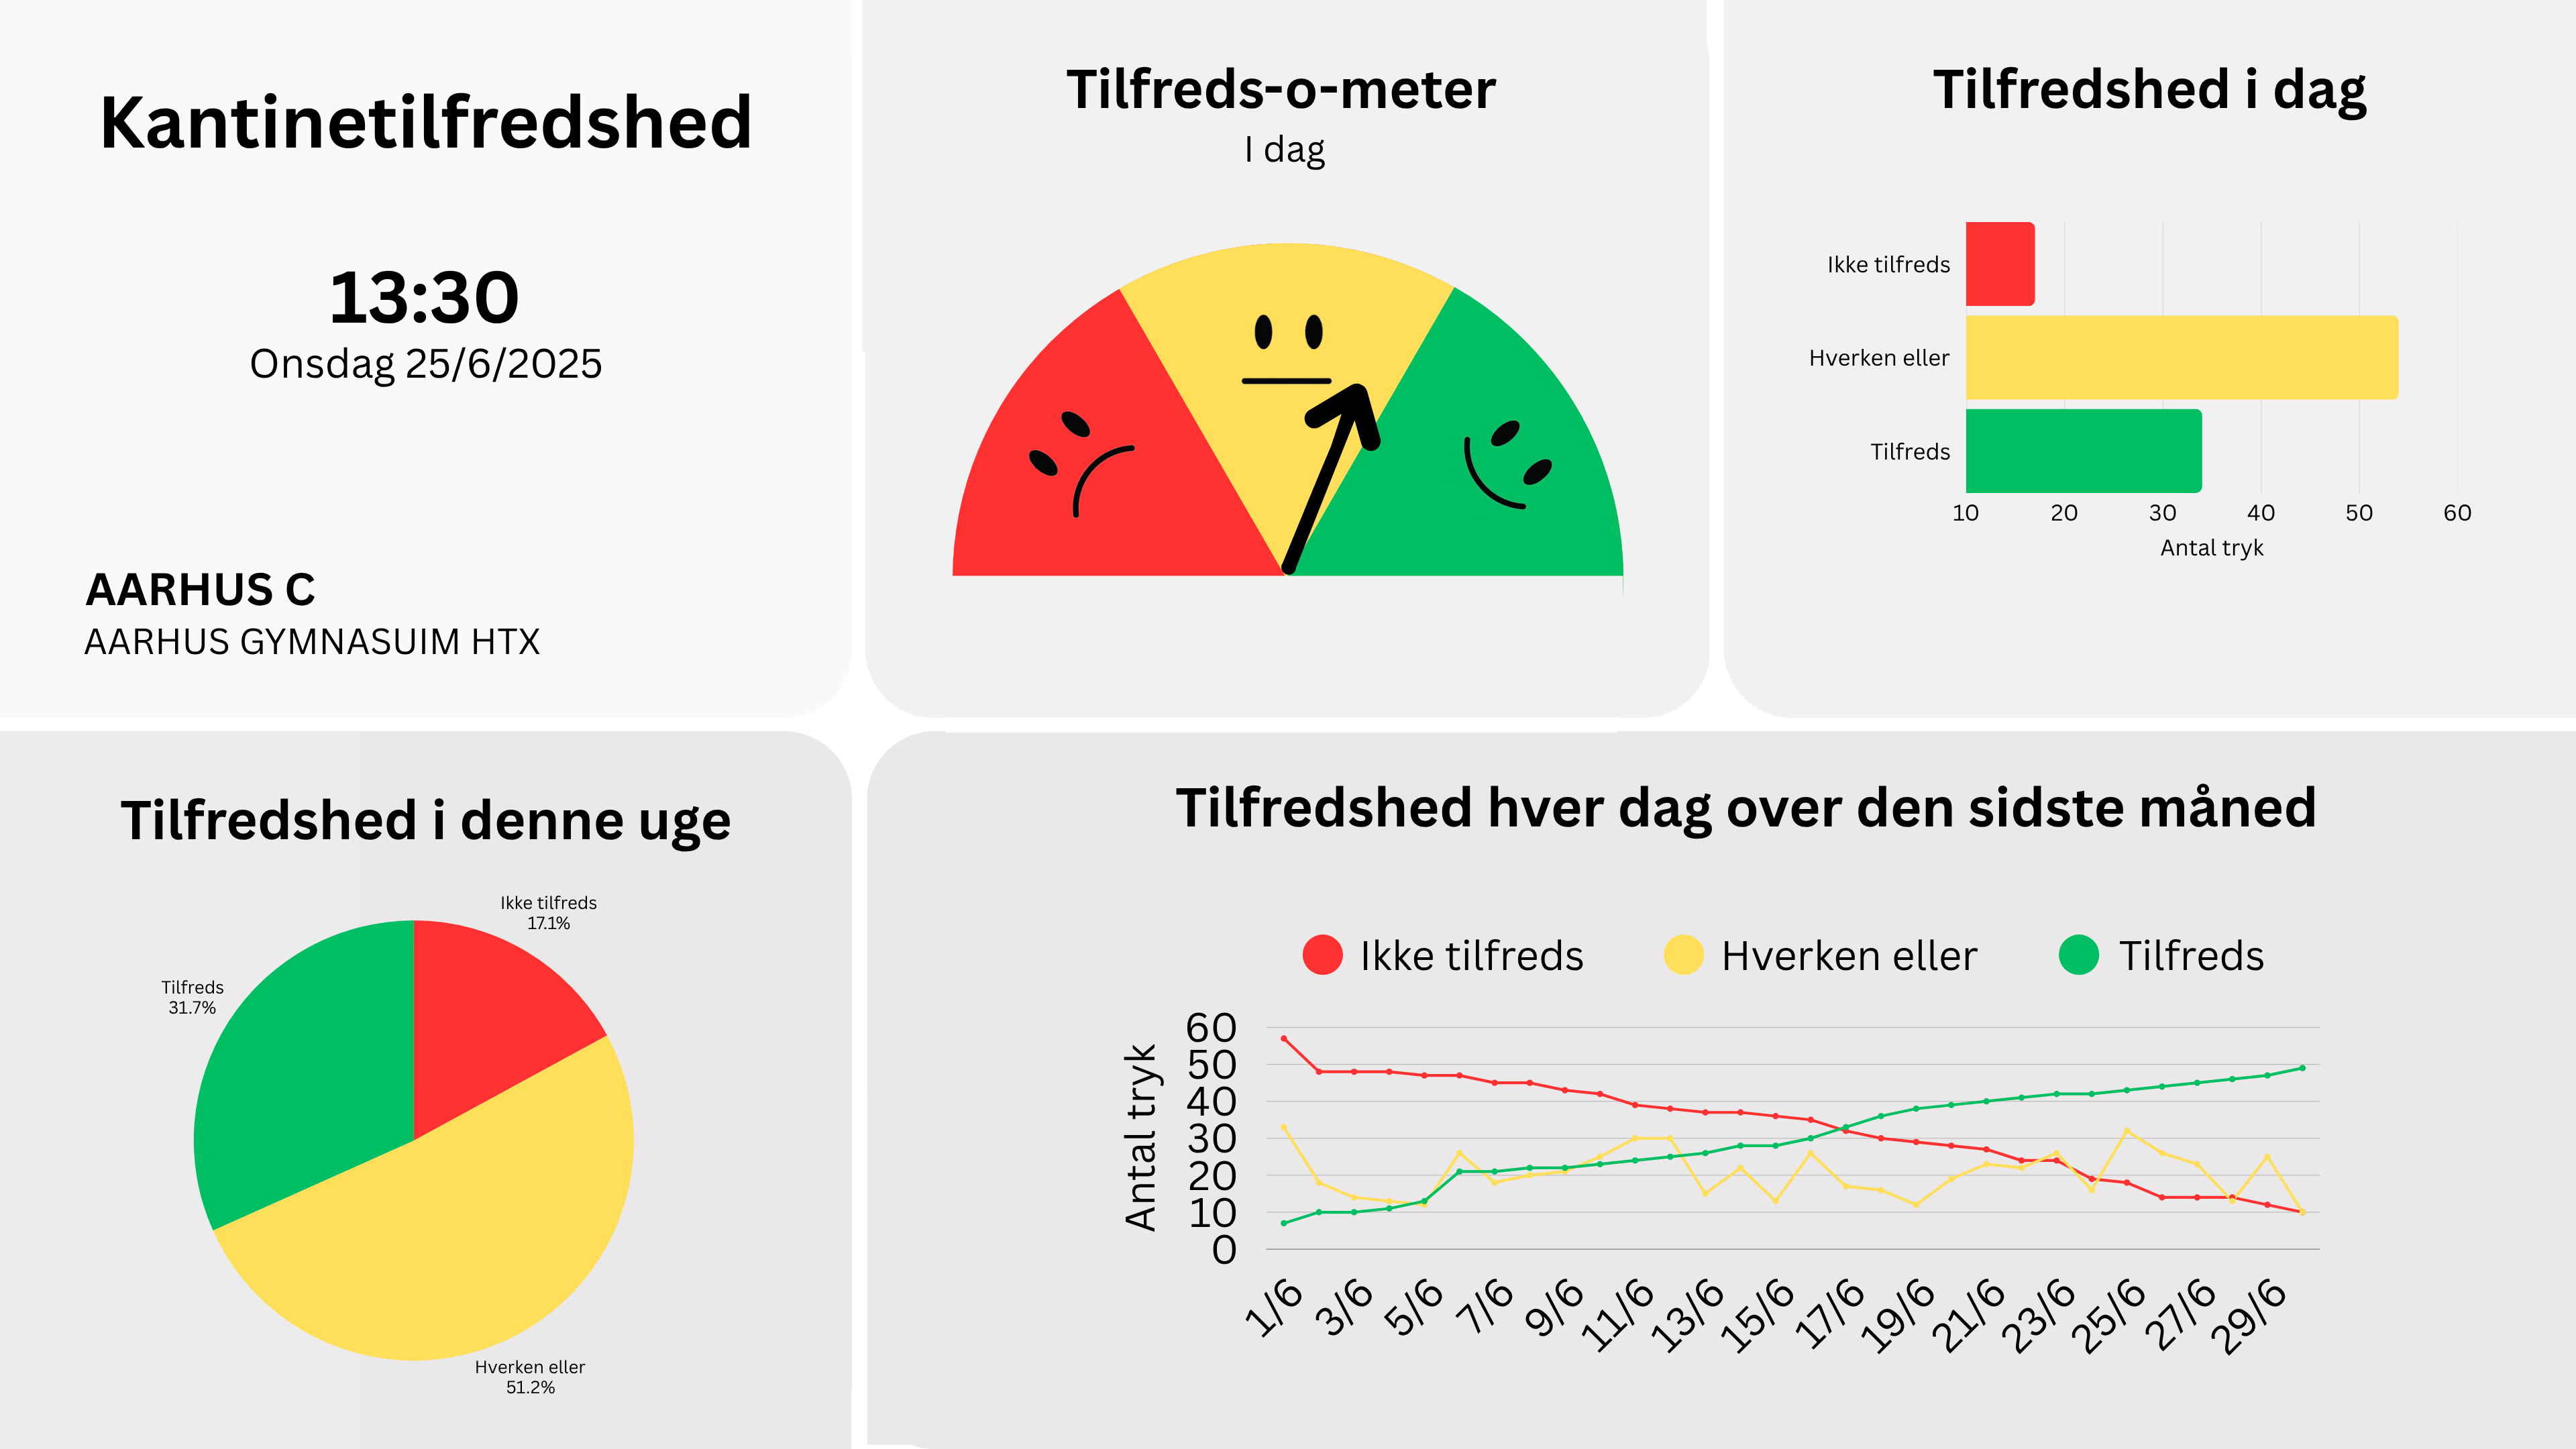 Kantinetilfredshed
13:30
Onsdag 25/6/2025
AARHUS C
AARHUS GYMNASUIM HTX
Tilfreds-o-meter
I dag
Tilfredshed i dag
Ikke tilfreds
Hverken eller
Tilfreds
10 20 30 40 50 60
Antal tryk
Tilfredshed i denne uge
Ikke tilfreds
17.1%
Tilfreds
31.7%
Hverken eller
51.2%
Tilfredshed hver dag over den sidste måned
Ikke tilfreds Hverken eller Tilfreds
Antal tryk
60
50
40
30
20
10
0
1/6 3/6 5/6 7/6 9/6 11/6 13/6 15/6 17/6 19/6 21/6 23/6 25/6 27/6 29/6